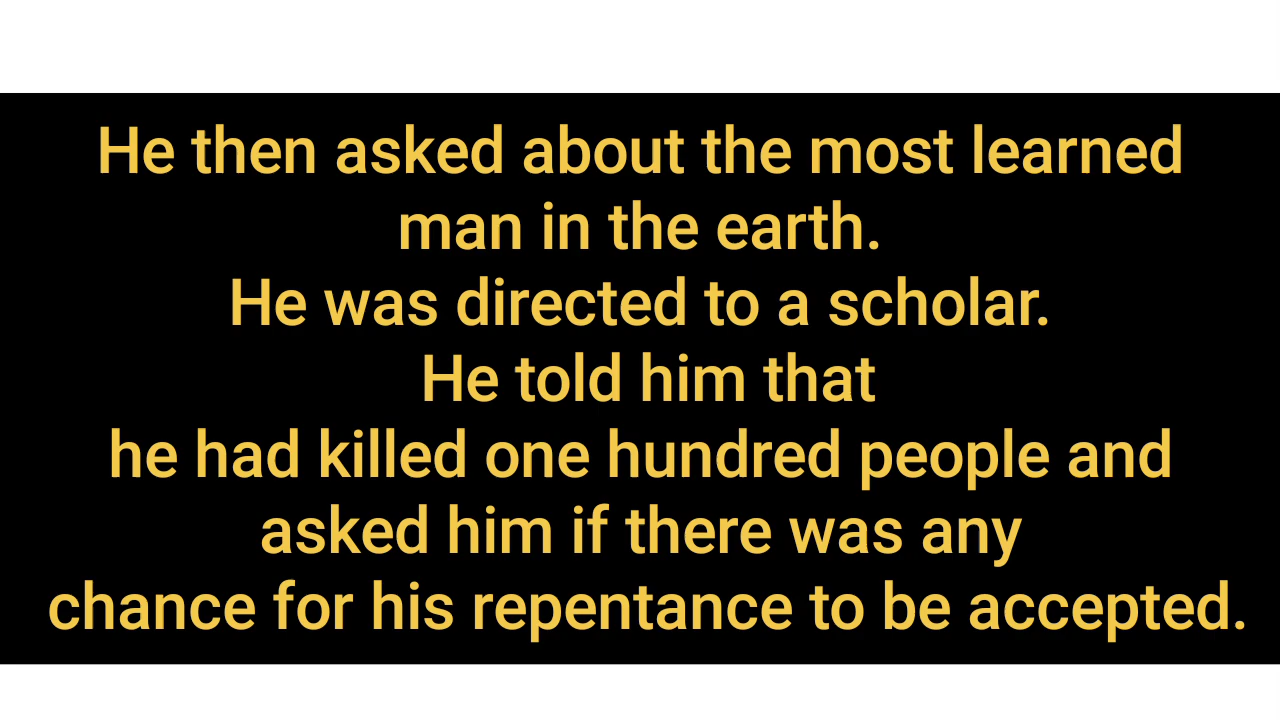 He then asked about the most learned
man in the earth.
He was directed to a scholar.
He told him that
he had killed one hundred people and
asked him if there was any
chance for his repentance to be accepted.